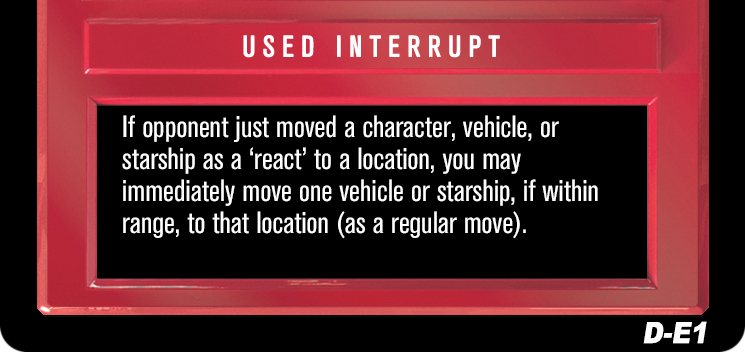 USED INTERRUPT
If opponent just moved a character, vehicle, or
starship as a ‘react’ to a location, you may
immediately move one vehicle or starship, if within
range, to that location (as a regular move).
D-E1